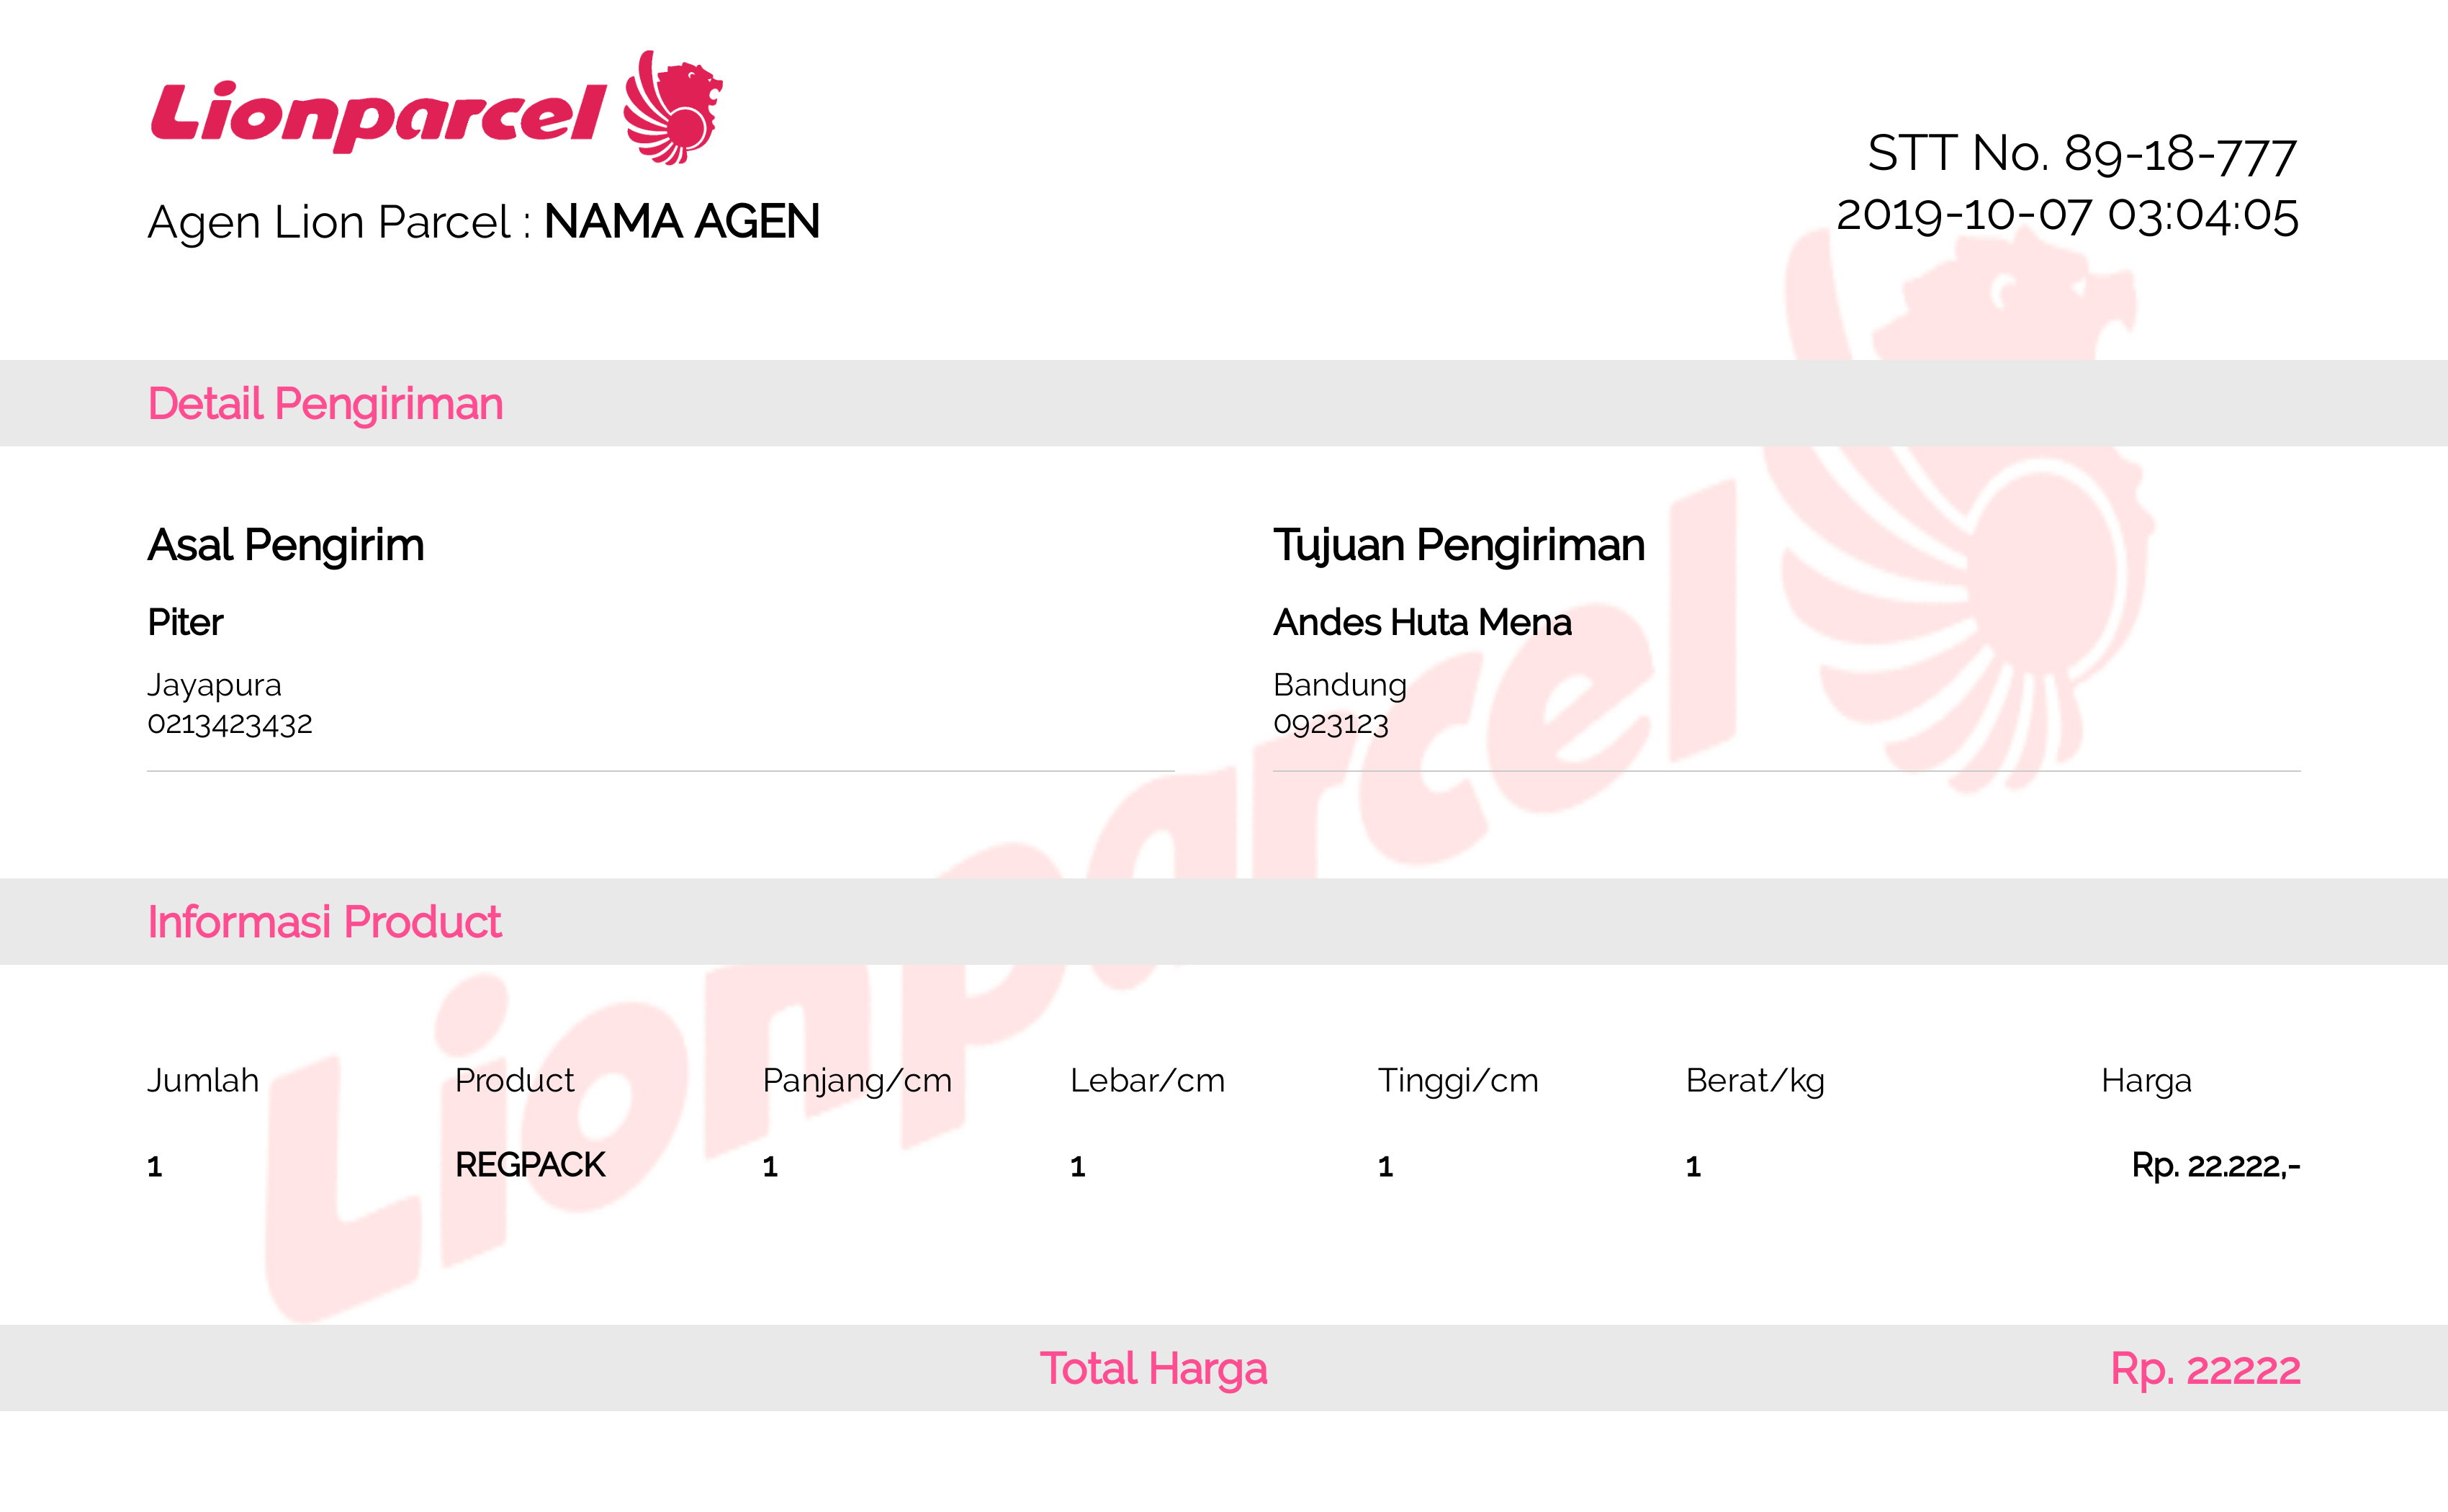 Lionparcel
Agen Lion Parcel : NAMA AGEN
STT No. 89-18-777
2019-10-07 03:04:05
Detail Pengiriman
Asal Pengirim
Piter
Jayapura
0213423432
Tujuan Pengiriman
Andes Huta Mena
Bandung
0923123
Informasi Product
Jumlah Product Panjang/cm Lebar/cm Tinggi/cm Berat/kg Harga
1 REGPACK 1 1 1 1 Rp. 22.222,-
Total Harga Rp. 22222
Lionparcel